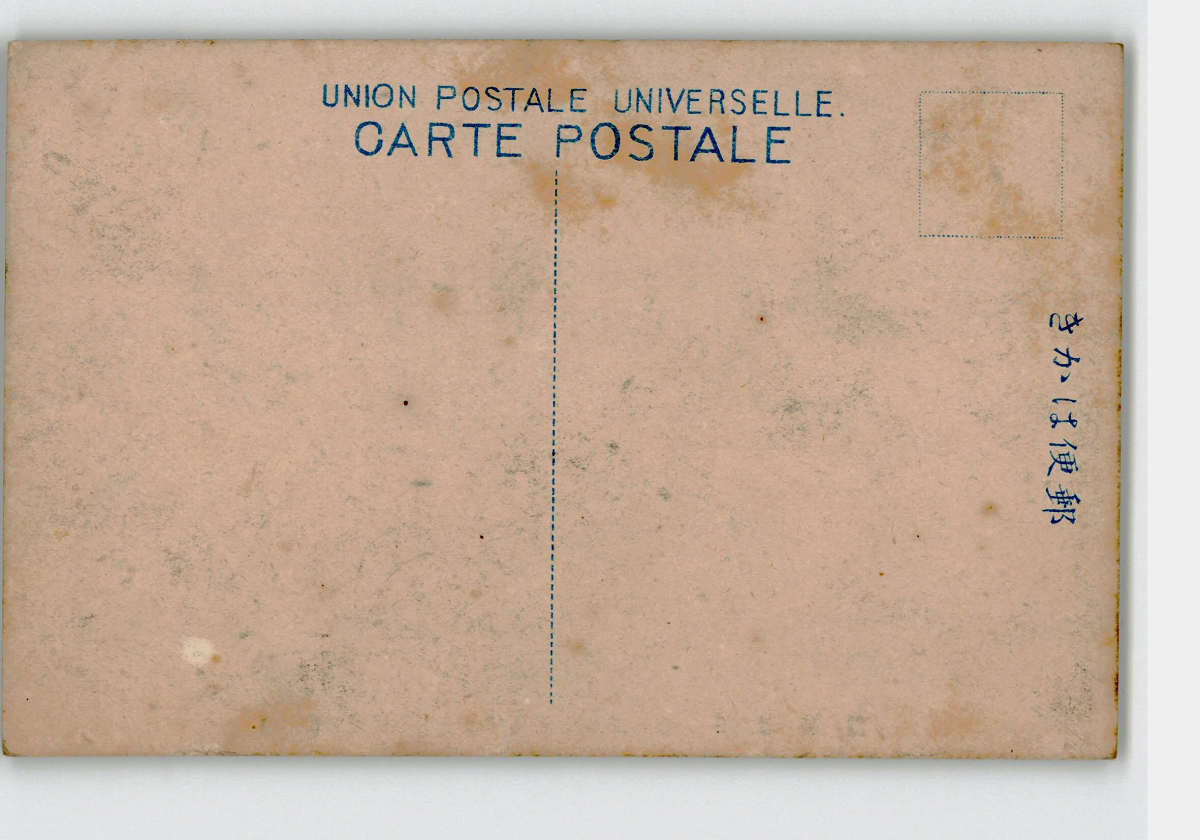 UNION POSTALE UNIVERSELLE.
CARTE POSTALE
郵便はかき